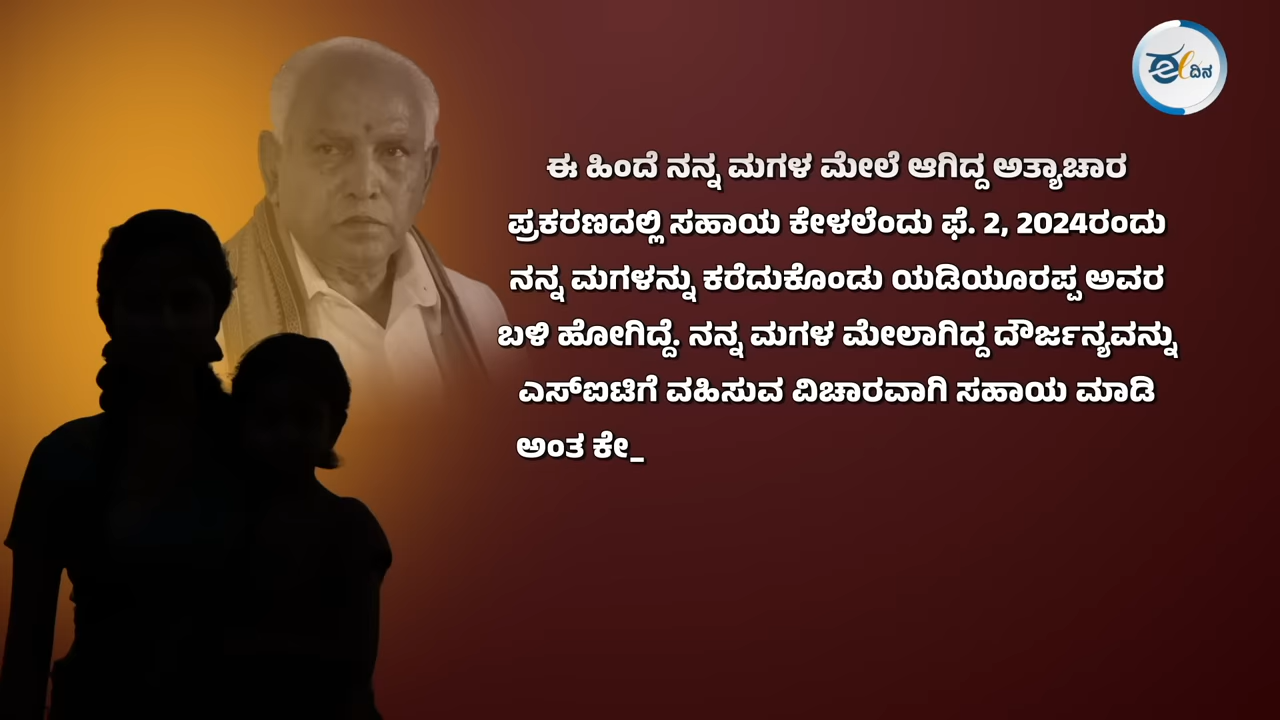 ಈ ದಿನ
ಈ ಹಿಂದೆ ನನ್ನ ಮಗಳ ಮೇಲೆ ಆಗಿದ್ದ ಅತ್ಯಾಚಾರ
ಪ್ರಕರಣದಲ್ಲಿ ಸಹಾಯ ಕೇಳಲೆಂದು ಫೆ. 2, 2024ರಂದು
ನನ್ನ ಮಗಳನ್ನು ಕರೆದುಕೊಂಡು ಯಡಿಯೂರಪ್ಪ ಅವರ
ಬಳಿ ಹೋಗಿದ್ದೆ. ನನ್ನ ಮಗಳ ಮೇಲಾಗಿದ್ದ ದೌರ್ಜನ್ಯವನ್ನು
ಎಸ್‌ಐಟಿಗೆ ವಹಿಸುವ ವಿಚಾರವಾಗಿ ಸಹಾಯ ಮಾಡಿ
ಅಂತ ಕೇ_